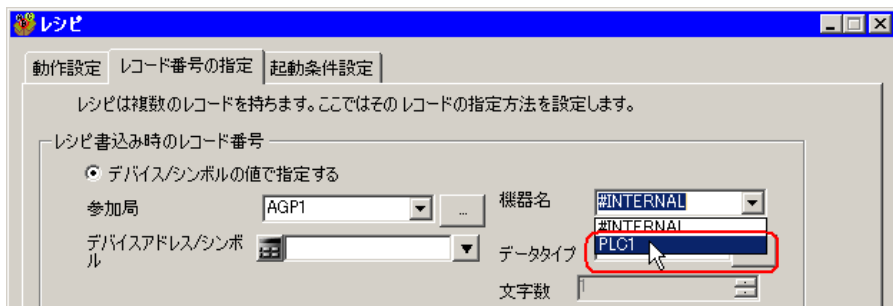 レシピ
動作設定 レコード番号の指定 起動条件設定
レシピは複数のレコードを持ちます。ここではそのレコードの指定方法を設定します。
レシピ書込み時のレコード番号
デバイス/シンボルの値で指定する
参加局 AGP1 ... 機器名 #INTERNAL
#INTERNAL
デバイスアドレス/シンボル データタイプ PLC1
文字数 1